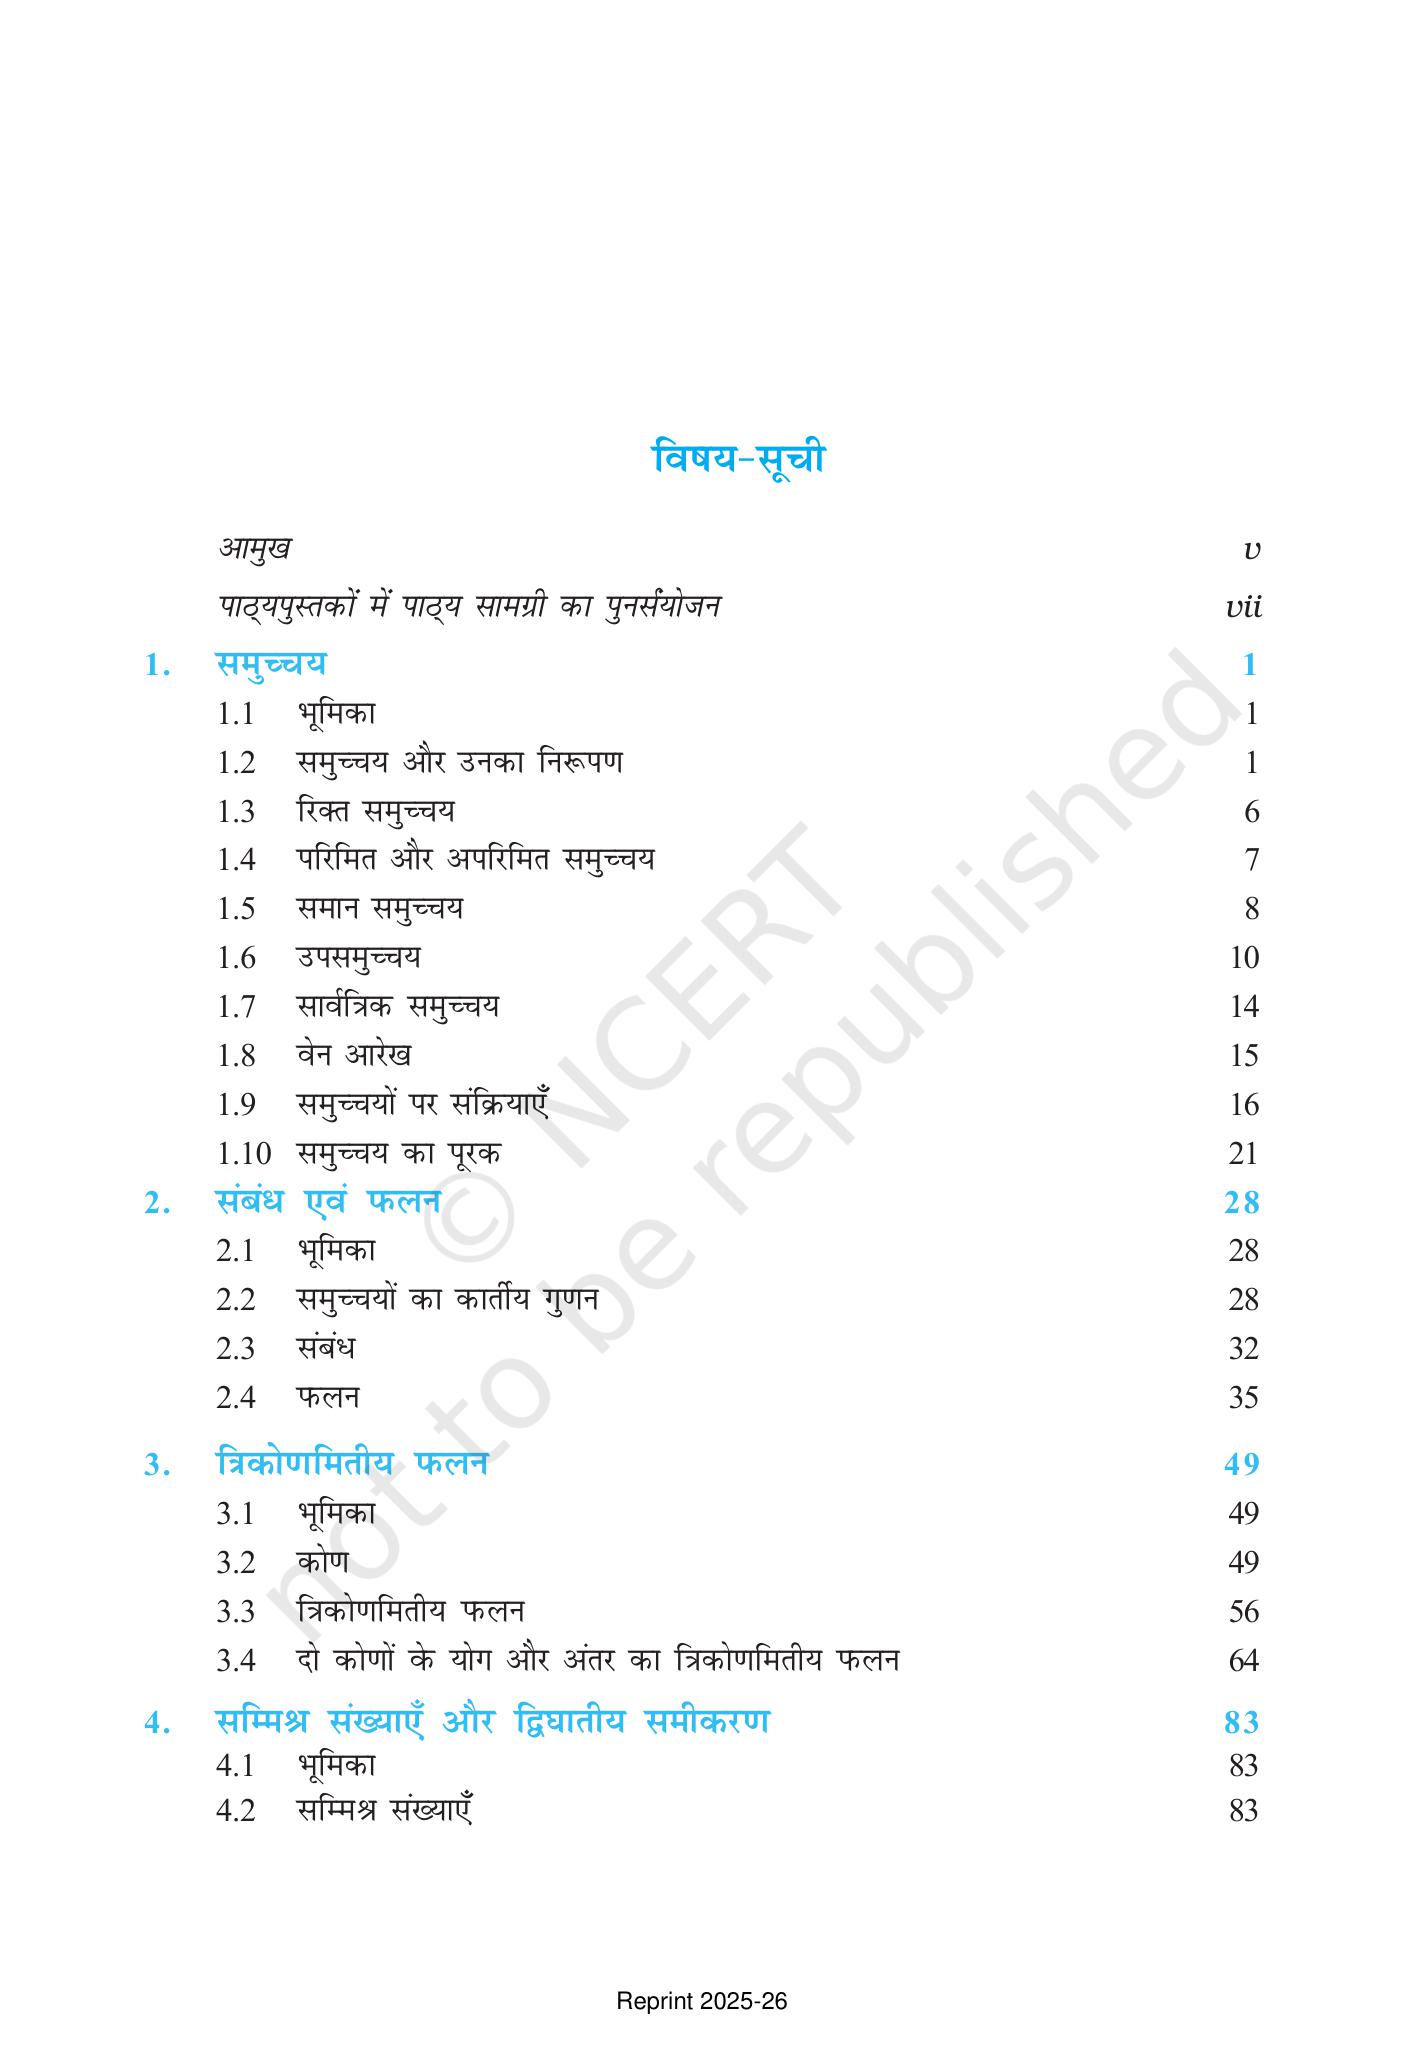 विषय-सूची
आमुख v
पाठ्यपुस्तकों में पाठ्य सामग्री का पुनर्संयोजन vii
1. समुच्चय 1
1.1 भूमिका 1
1.2 समुच्चय और उनका निरूपण 1
1.3 रिक्त समुच्चय 6
1.4 परिमित और अपरिमित समुच्चय 7
1.5 समान समुच्चय 8
1.6 उपसमुच्चय 10
1.7 सार्वत्रिक समुच्चय 14
1.8 वेन आरेख 15
1.9 समुच्चयों पर संक्रियाएँ 16
1.10 समुच्चय का पूरक 21
2. संबंध एवं फलन 28
2.1 भूमिका 28
2.2 समुच्चयों का कार्तीय गुणन 28
2.3 संबंध 32
2.4 फलन 35
3. त्रिकोणमितीय फलन 49
3.1 भूमिका 49
3.2 कोण 49
3.3 त्रिकोणमितीय फलन 56
3.4 दो कोणों के योग और अंतर का त्रिकोणमितीय फलन 64
4. सम्मिश्र संख्याएँ और द्विघातीय समीकरण 83
4.1 भूमिका 83
4.2 सम्मिश्र संख्याएँ 83
© NCERT
not to be republished
Reprint 2025-26